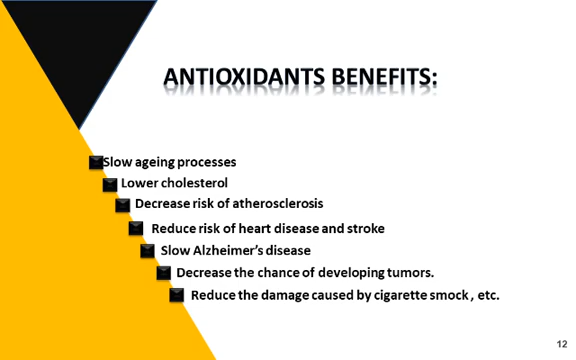 ANTIOXIDANTS BENEFITS:
Slow ageing processes
Lower cholesterol
Decrease risk of atherosclerosis
Reduce risk of heart disease and stroke
Slow Alzheimer's disease
Decrease the chance of developing tumors.
Reduce the damage caused by cigarette smock , etc.
12